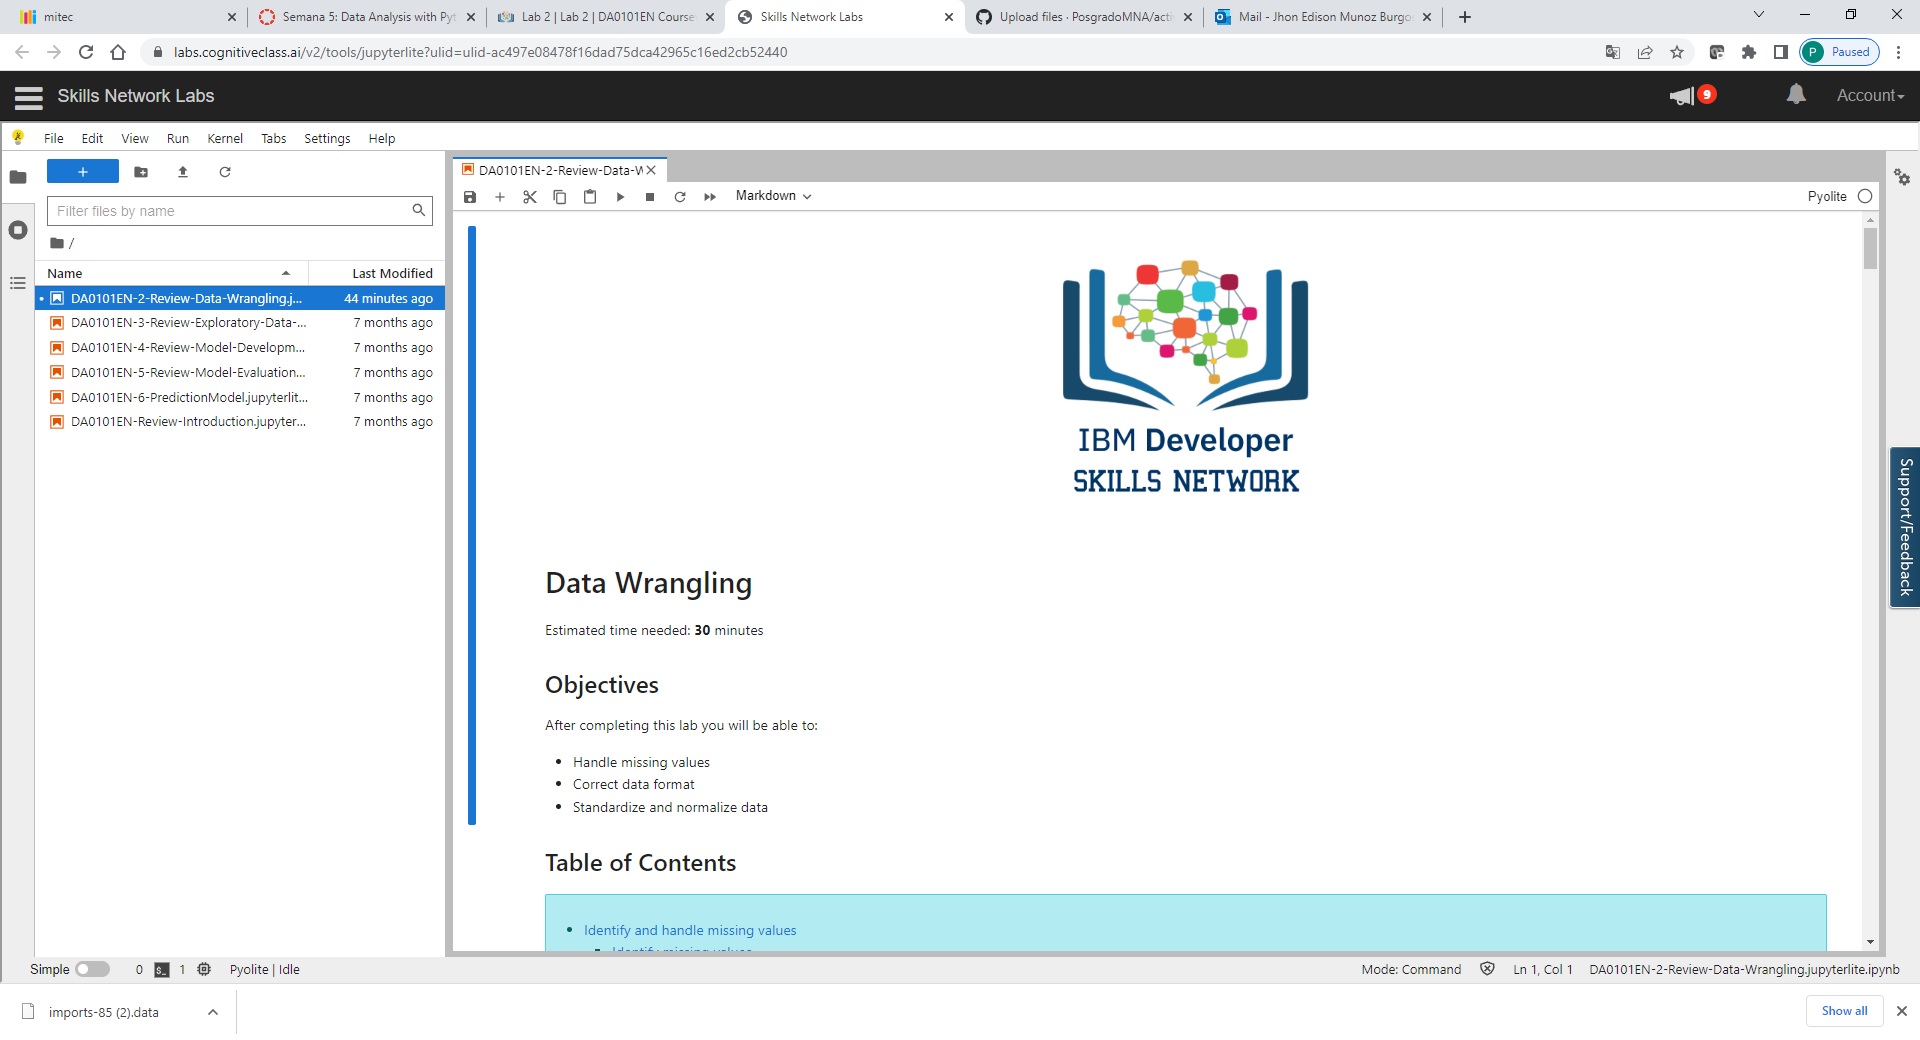 mitec
Semana 5: Data Analysis with Pyt
Lab 2 | Lab 2 | DA0101EN Course
Skills Network Labs
Upload files · PosgradoMNA/acti
Mail - Jhon Edison Munoz Burgo
labs.cognitiveclass.ai/v2/tools/jupyterlite?ulid=ulid-ac497e08478f16dad75dca42965c16ed2cb52440
P Paused
Skills Network Labs
9
Account
File Edit View Run Kernel Tabs Settings Help
DA0101EN-2-Review-Data-W
Markdown
Pyolite
Filter files by name
/
Name Last Modified
DA0101EN-2-Review-Data-Wrangling.j... 44 minutes ago
DA0101EN-3-Review-Exploratory-Data-... 7 months ago
DA0101EN-4-Review-Model-Developm... 7 months ago
DA0101EN-5-Review-Model-Evaluation... 7 months ago
DA0101EN-6-PredictionModel.jupyterlit... 7 months ago
DA0101EN-Review-Introduction.jupyter... 7 months ago
IBM Developer
SKILLS NETWORK
Data Wrangling
Estimated time needed: 30 minutes
Objectives
After completing this lab you will be able to:
• Handle missing values
• Correct data format
• Standardize and normalize data
Table of Contents
• Identify and handle missing values
Identify missing values
Support/Feedback
Simple 0 1 Pyolite | Idle
Mode: Command Ln 1, Col 1 DA0101EN-2-Review-Data-Wrangling.jupyterlite.ipynb
imports-85 (2).data
Show all